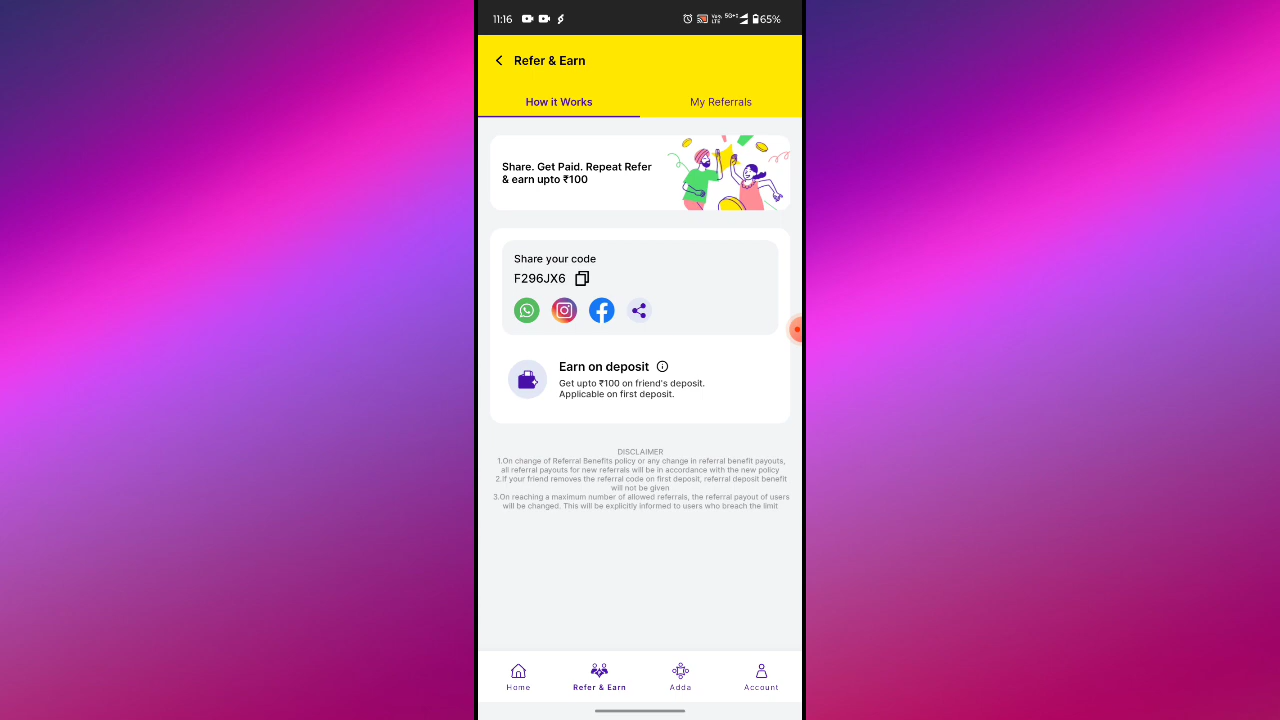 11:16
Vo)) LTE 5G+ 65%
Refer & Earn
How it Works
My Referrals
Share. Get Paid. Repeat Refer
& earn upto ₹100
Share your code
F296JX6
Earn on deposit
Get upto ₹100 on friend's deposit.
Applicable on first deposit.
DISCLAIMER
1.On change of Referral Benefits policy or any change in referral benefit payouts,
all referral payouts for new referrals will be in accordance with the new policy
2.If your friend removes the referral code on first deposit, referral deposit benefit
will not be given
3.On reaching a maximum number of allowed referrals, the referral payout of users
will be changed. This will be explicitly informed to users who breach the limit
Home
Refer & Earn
Adda
Account